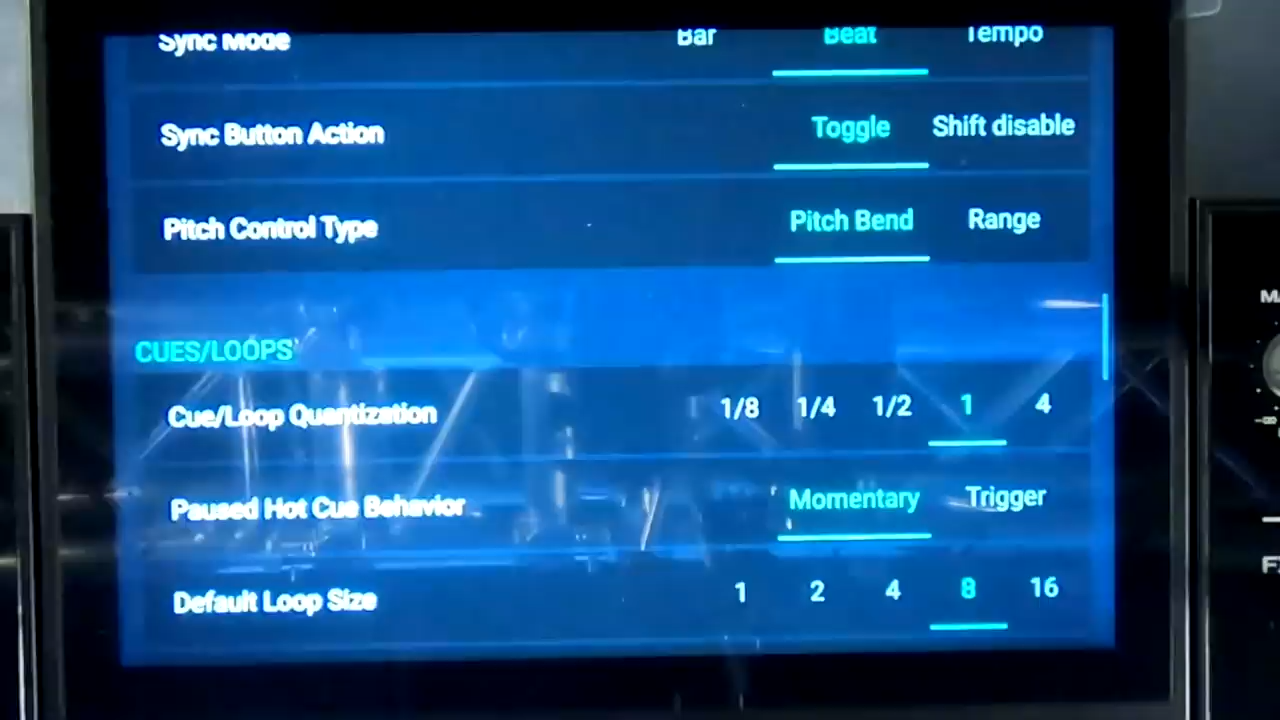 Sync Mode Bar Beat Tempo
Sync Button Action Toggle Shift disable
Pitch Control Type Pitch Bend Range
CUES/LOOPS
Cue/Loop Quantization 1/8 1/4 1/2 1 4
Paused Hot Cue Behavior Momentary Trigger
Default Loop Size 1 2 4 8 16